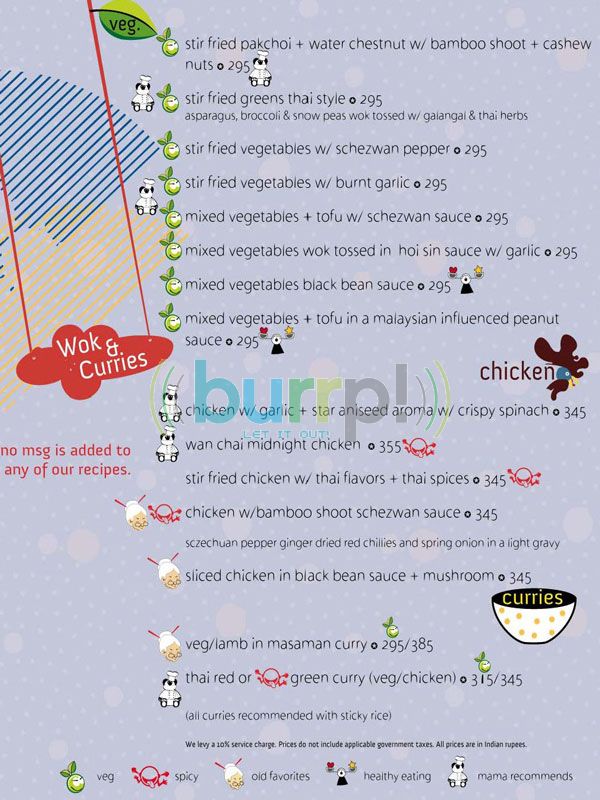 veg.
stir fried pakchoi + water chestnut w/ bamboo shoot + cashew
nuts 295
stir fried greens thai style 295
asparagus, broccoli & snow peas wok tossed w/ galangal & thai herbs
stir fried vegetables w/ schezwan pepper 295
stir fried vegetables w/ burnt garlic 295
mixed vegetables + tofu w/ schezwan sauce 295
mixed vegetables wok tossed in hoi sin sauce w/ garlic 295
mixed vegetables black bean sauce 295
mixed vegetables + tofu in a malaysian influenced peanut
sauce 295
Wok &
Curries
chicken
burrp!
LET IT OUT!
chicken w/ garlic + star aniseed aroma w/ crispy spinach 345
wan chai midnight chicken 355
no msg is added to
any of our recipes.
stir fried chicken w/ thai flavors + thai spices 345
chicken w/bamboo shoot schezwan sauce 345
sczechuan pepper ginger dried red chillies and spring onion in a light gravy
sliced chicken in black bean sauce + mushroom 345
curries
veg/lamb in masaman curry 295/385
thai red or green curry (veg/chicken) 315/345
(all curries recommended with sticky rice)
We levy a 10% service charge. Prices do not include applicable government taxes. All prices are in Indian rupees.
veg spicy old favorites healthy eating mama recommends